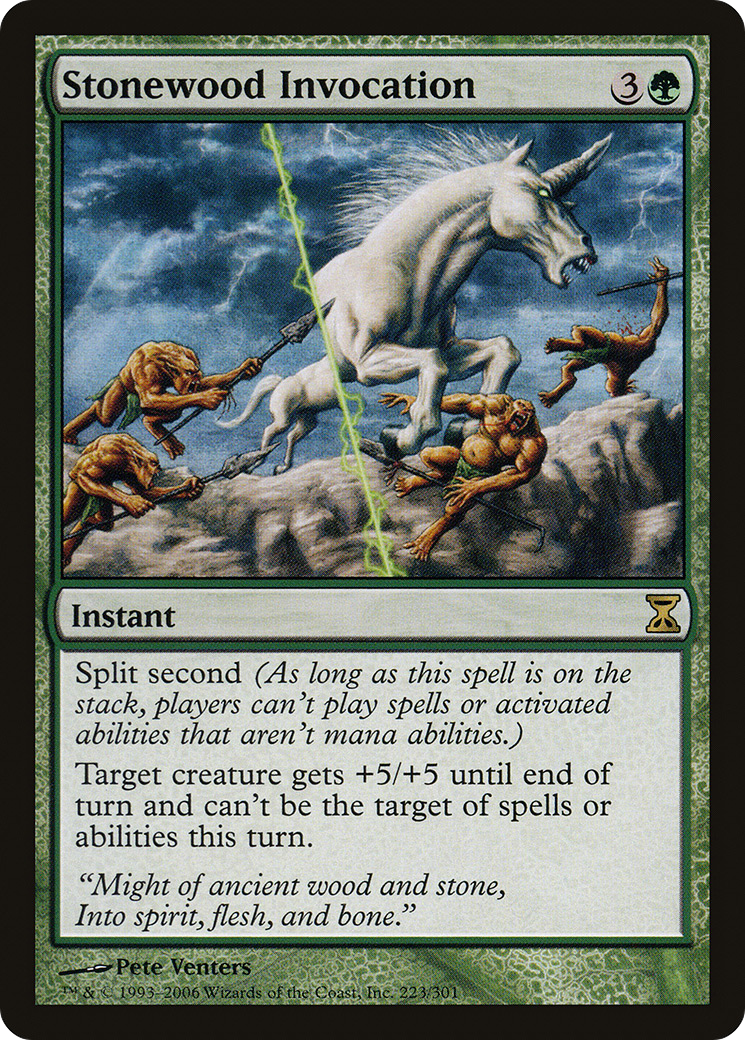 Stonewood Invocation 3
Instant
Split second (As long as this spell is on the
stack, players can't play spells or activated
abilities that aren't mana abilities.)
Target creature gets +5/+5 until end of
turn and can't be the target of spells or
abilities this turn.
“Might of ancient wood and stone,
Into spirit, flesh, and bone.”
Pete Venters
™ & © 1993–2006 Wizards of the Coast, Inc. 223/301